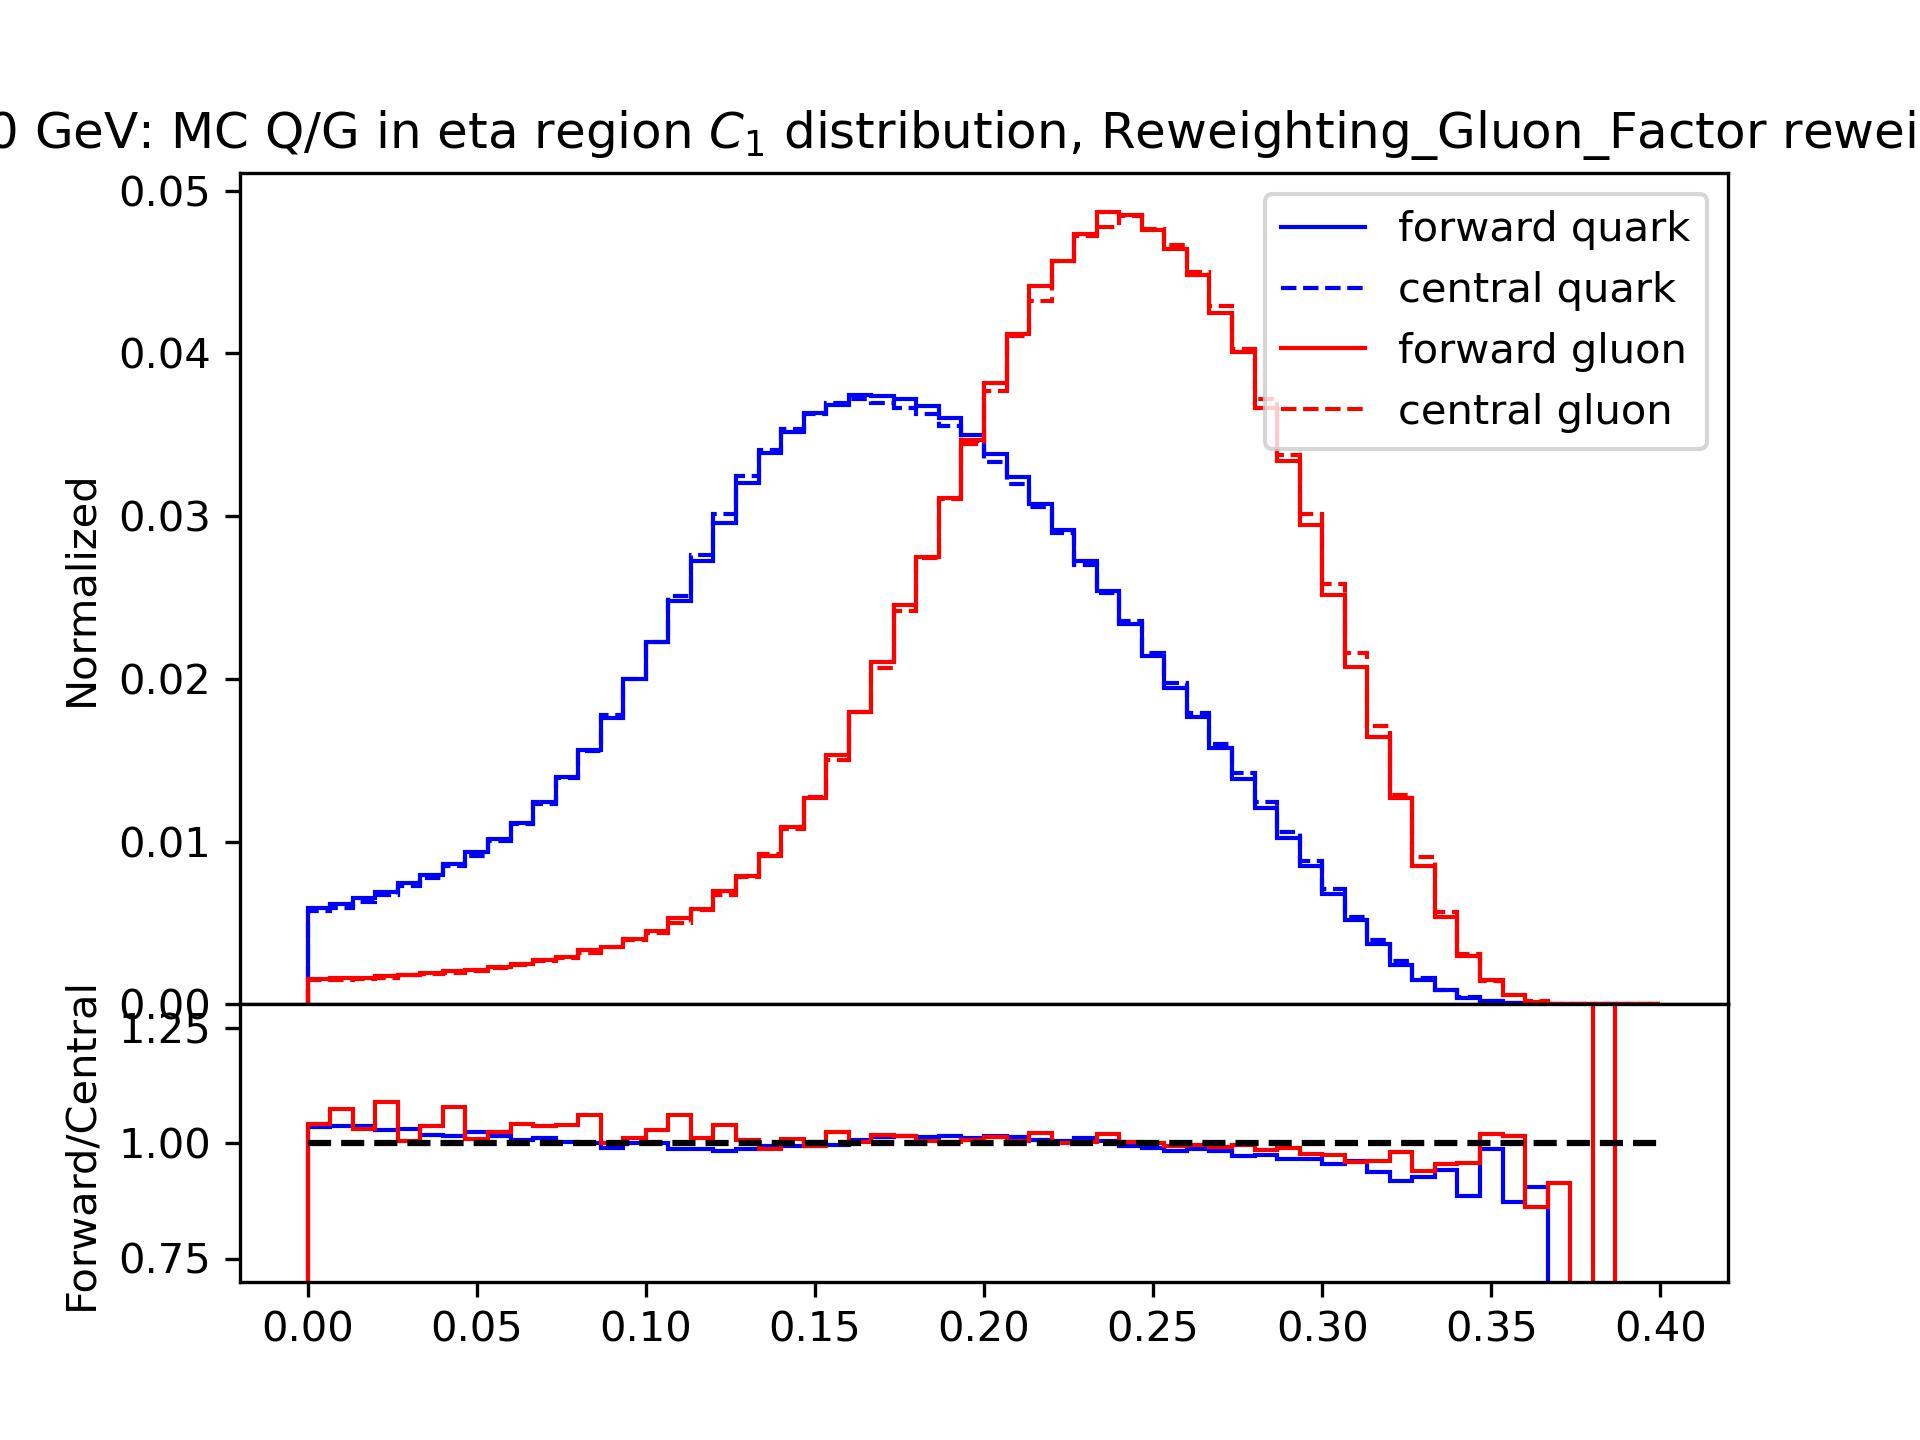 0 GeV: MC Q/G in eta region C₁ distribution, Reweighting_Gluon_Factor rewei
0.05
0.04
0.03
0.02
0.01
0.00
Normalized
forward quark
central quark
forward gluon
central gluon
1.25
1.00
0.75
Forward/Central
0.00 0.05 0.10 0.15 0.20 0.25 0.30 0.35 0.40